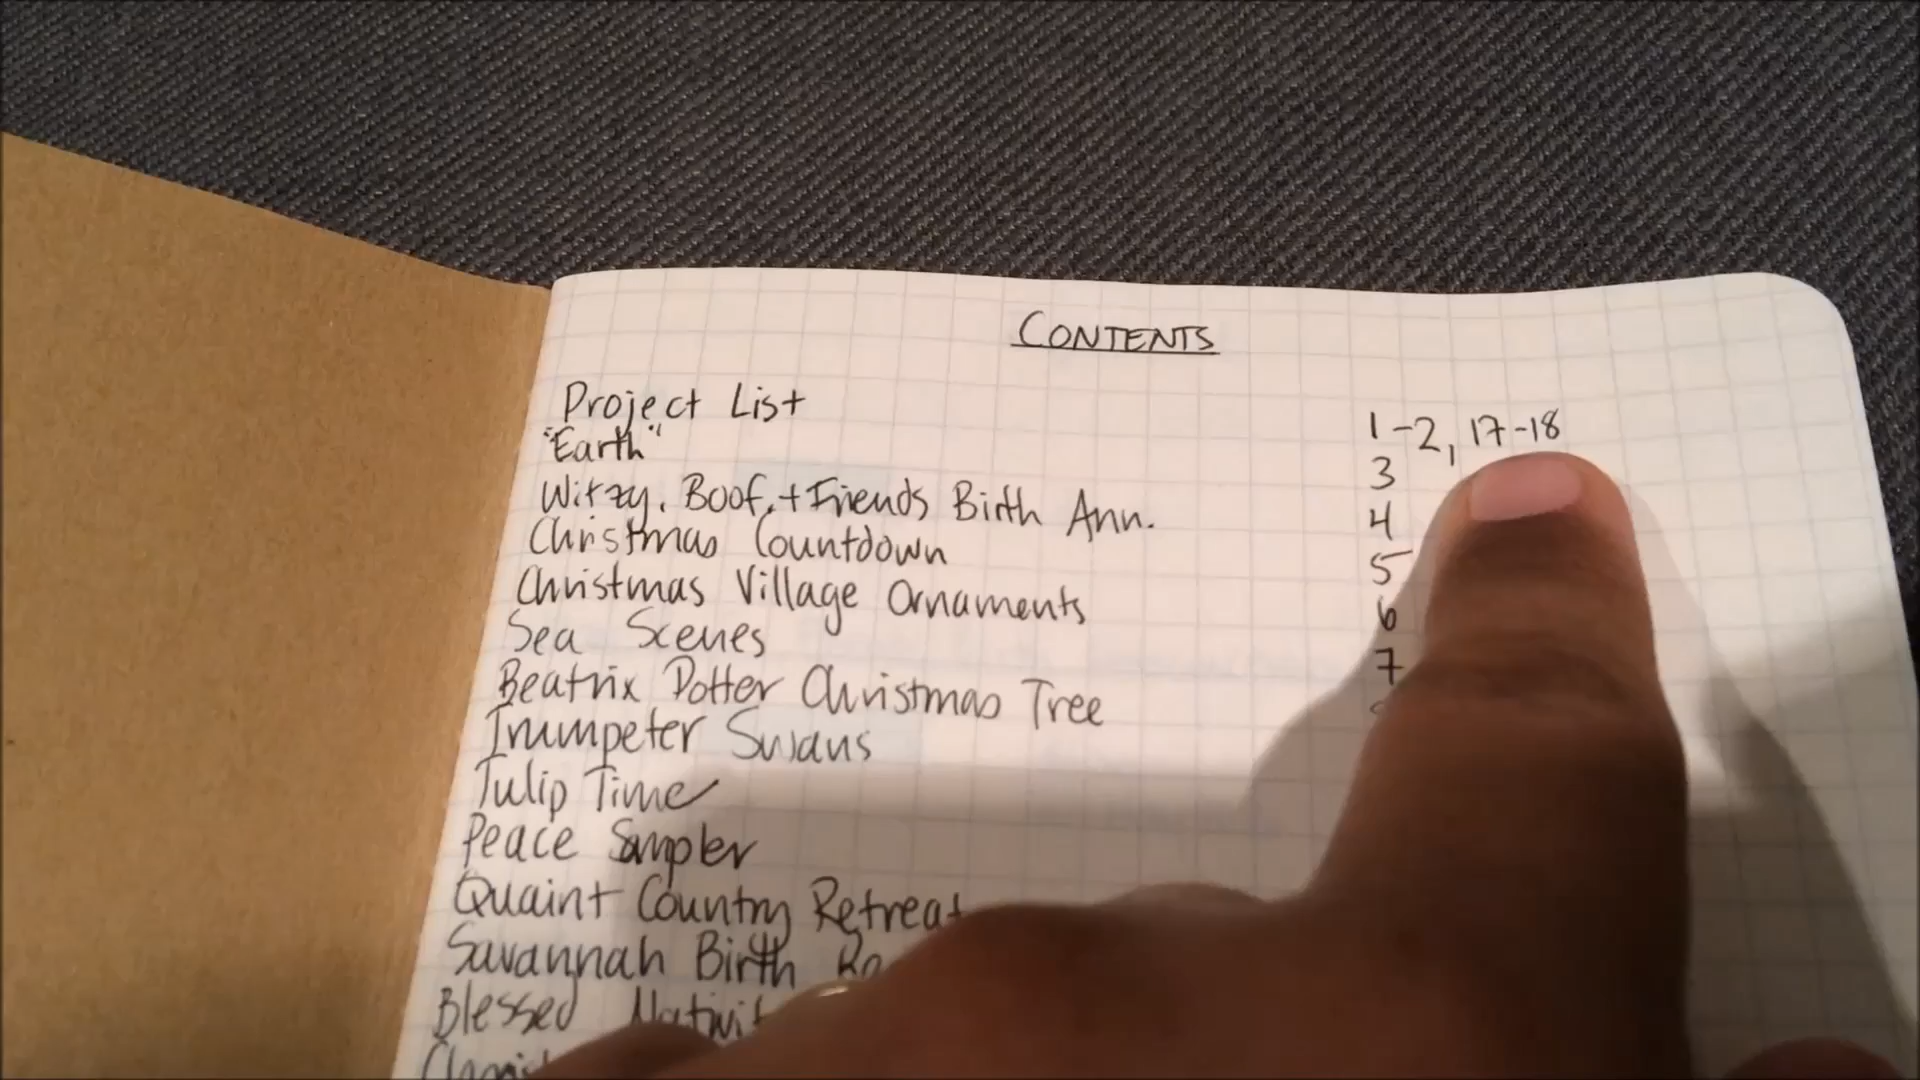 CONTENTS
Project List 1-2, 17-18
"Earth" 3
Witzy, Boof, + Friends Birth Ann. 4
Christmas Countdown 5
Christmas Village Ornaments 6
Sea Scenes 7
Beatrix Potter Christmas Tree
Trumpeter Swans
Tulip Time
Peace Sampler
Quaint Country Retreat
Savannah Birth
Blessed